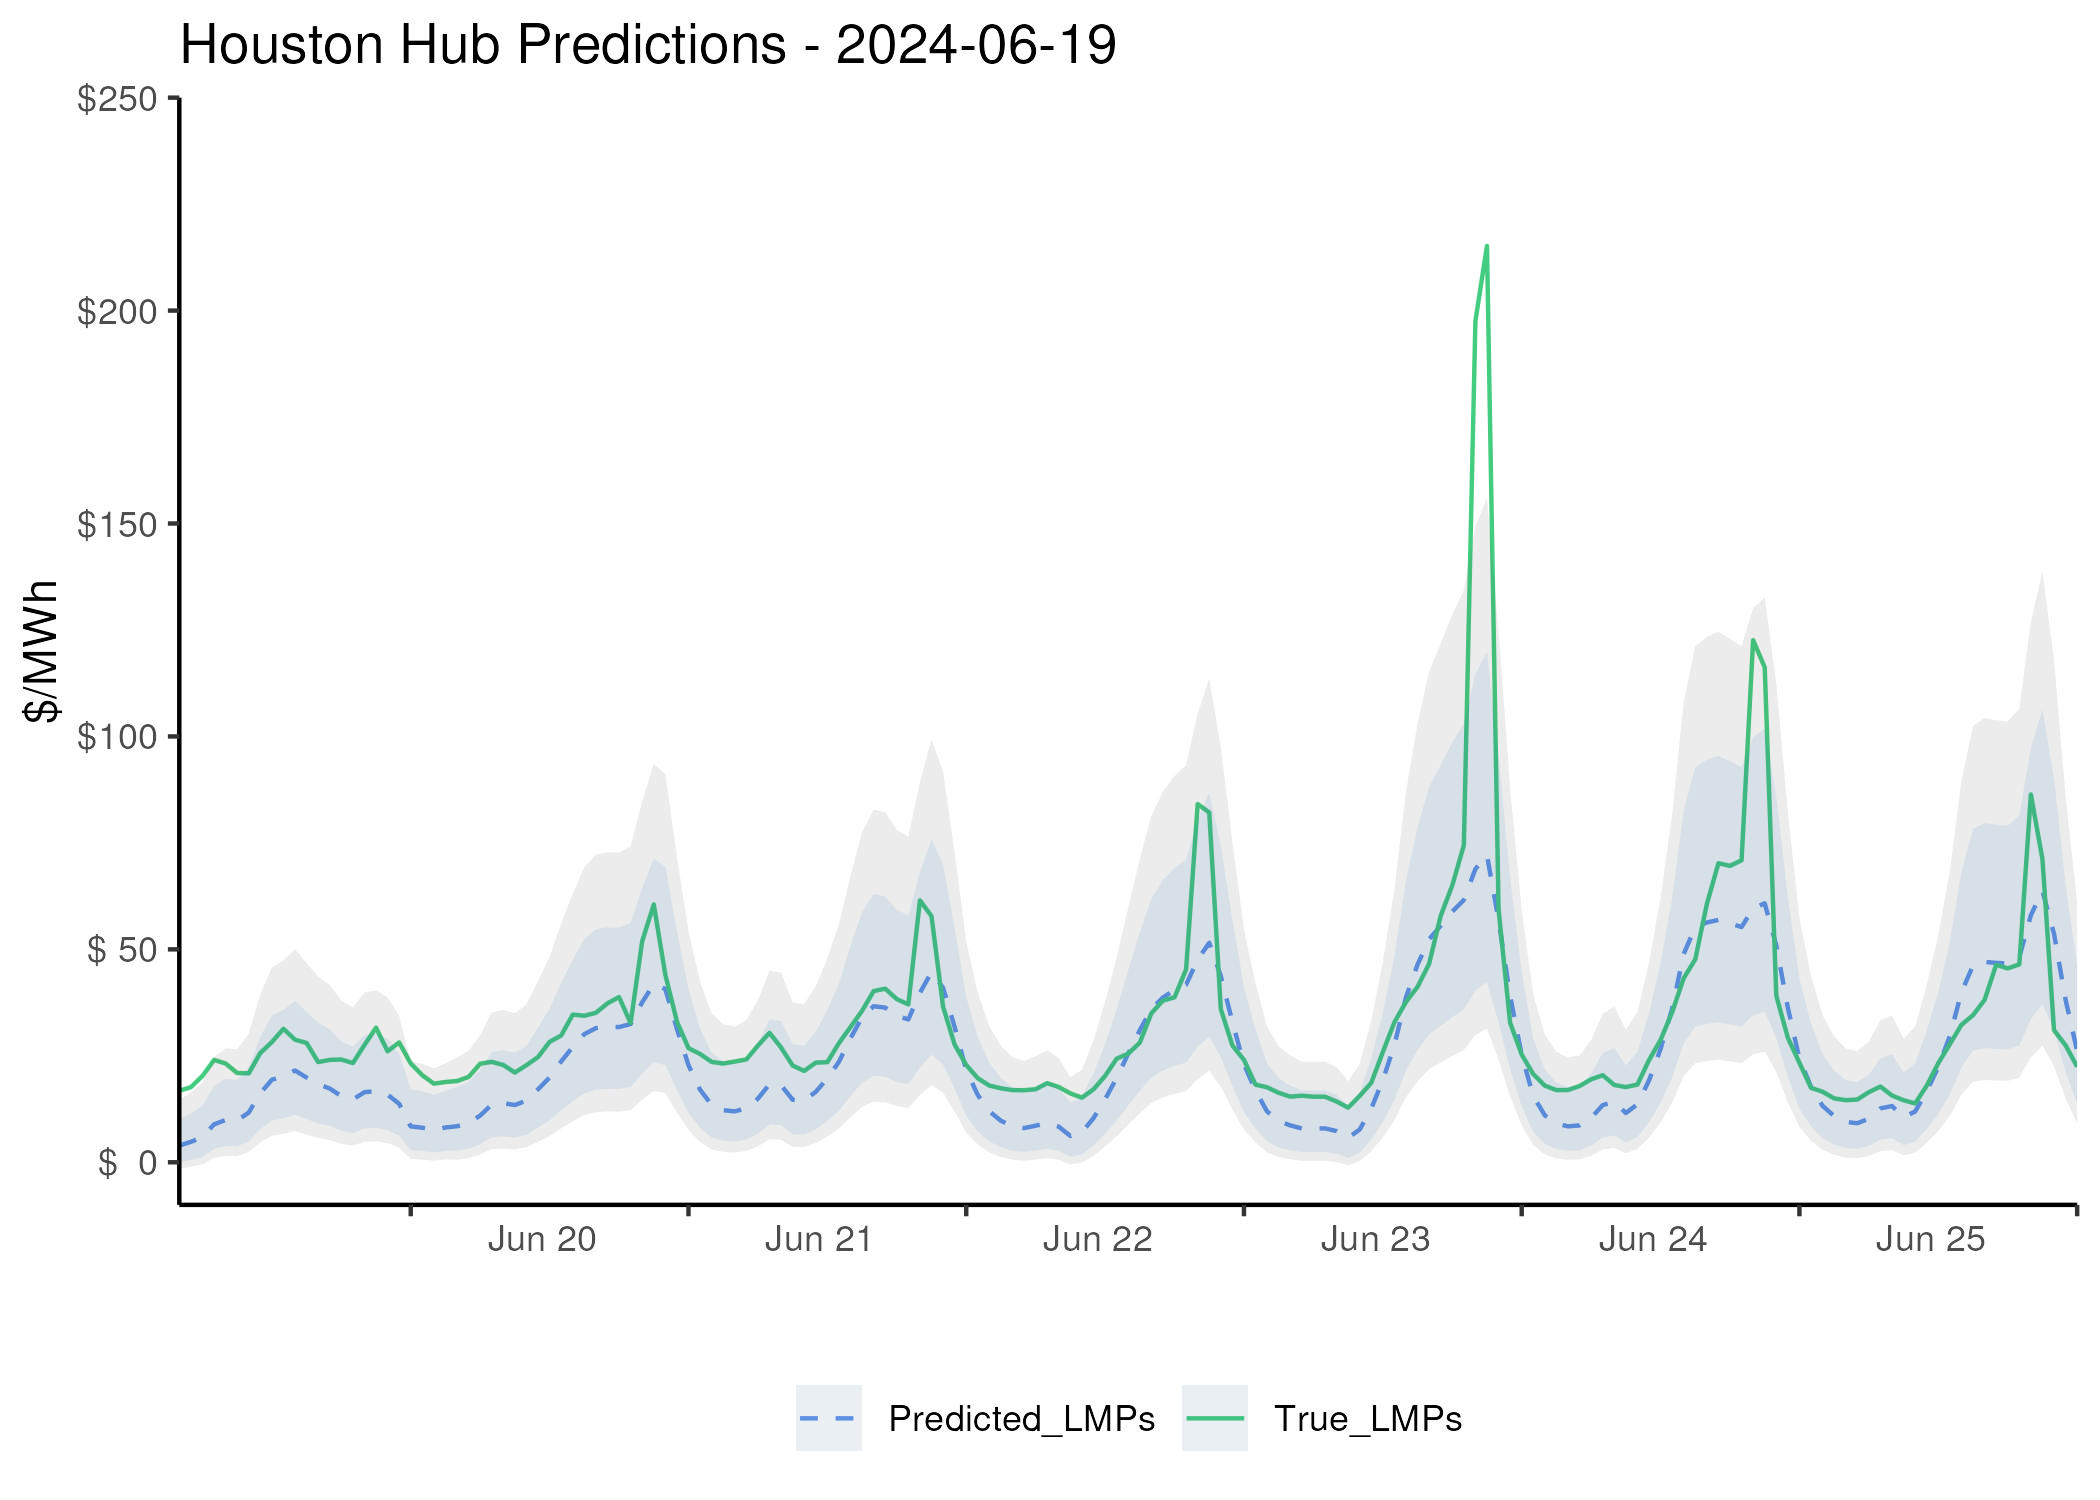 Houston Hub Predictions - 2024-06-19
$250
$200
$150
$100
$ 50
$ 0
$/MWh
Jun 20 Jun 21 Jun 22 Jun 23 Jun 24 Jun 25
Predicted_LMPs True_LMPs